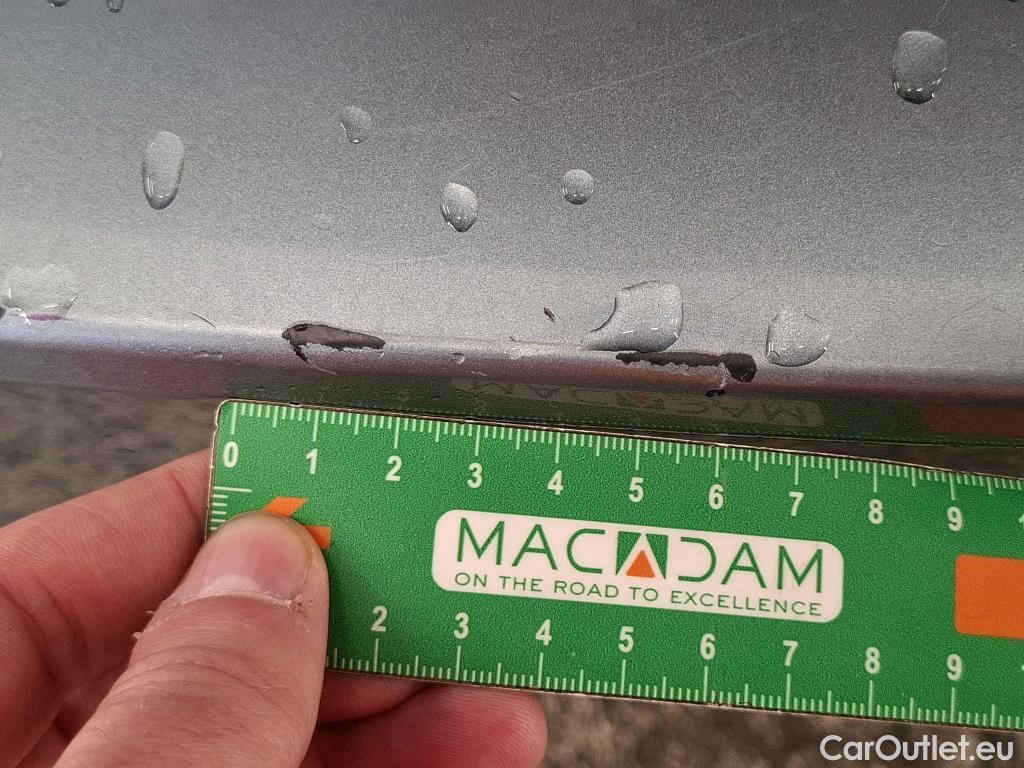 0 1 2 3 4 5 6 7 8 9
MACADAM
ON THE ROAD TO EXCELLENCE
2 3 4 5 6 7 8 9
CarOutlet.eu